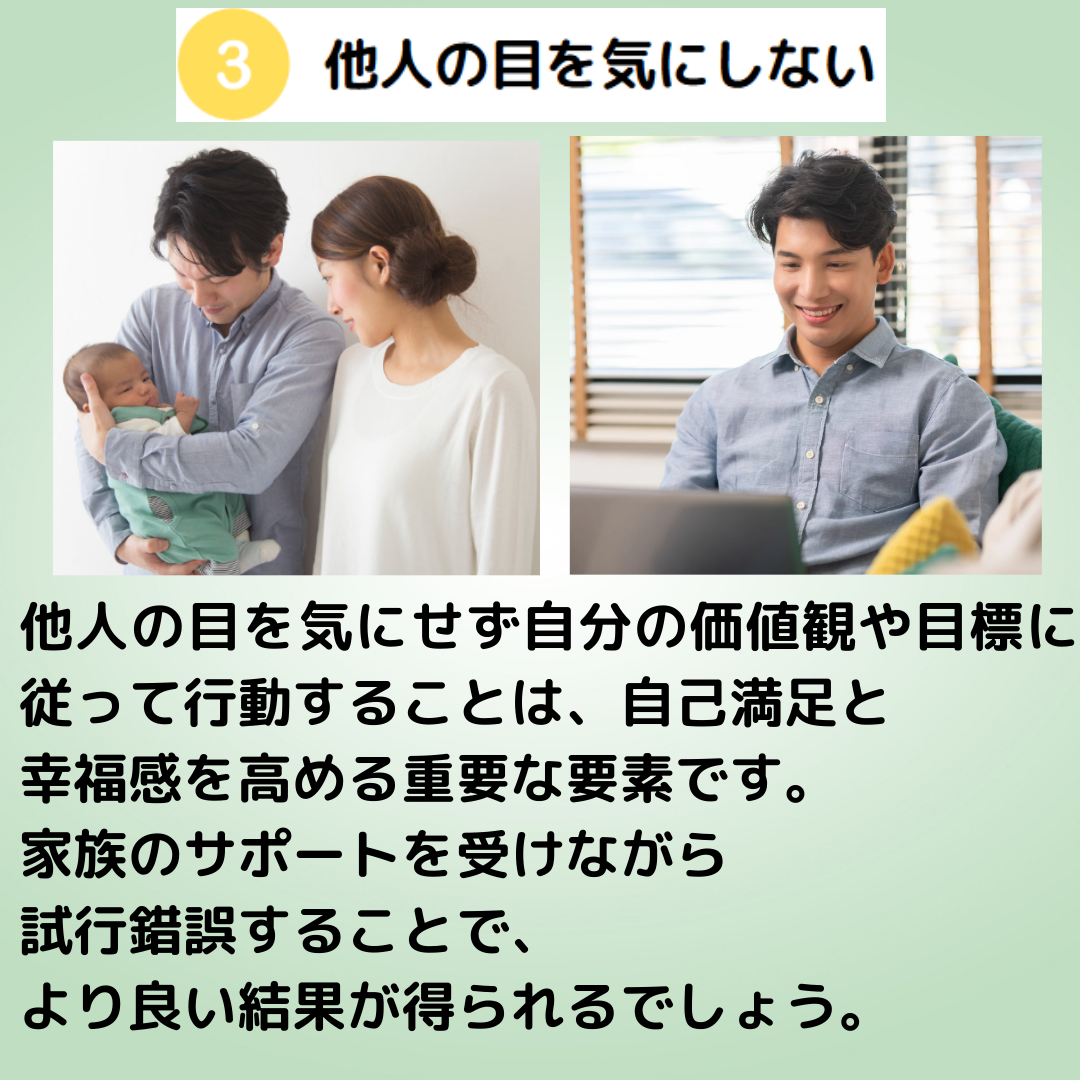 3 他人の目を気にしない
他人の目を気にせず自分の価値観や目標に
従って行動することは、自己満足と
幸福感を高める重要な要素です。
家族のサポートを受けながら
試行錯誤することで、
より良い結果が得られるでしょう。